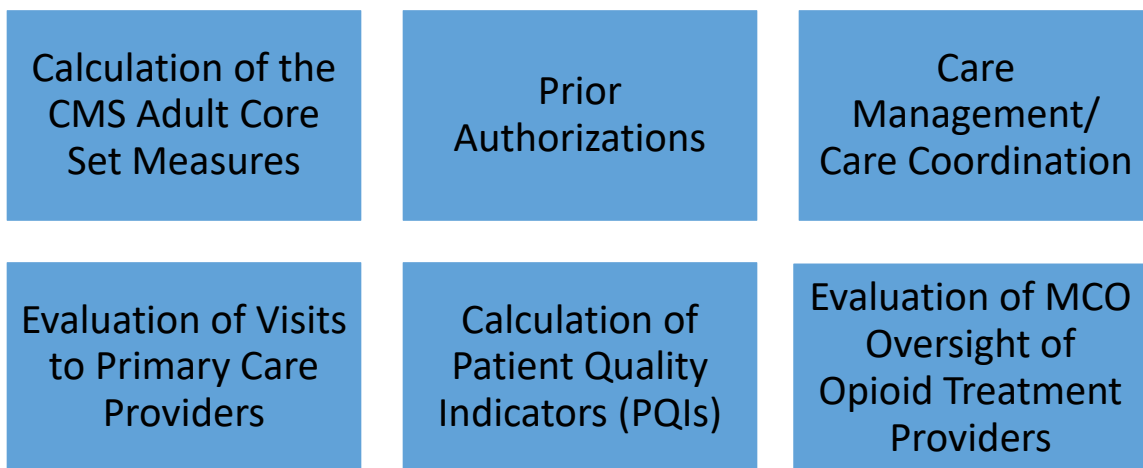 Calculation of the
CMS Adult Core
Set Measures
Prior
Authorizations
Care
Management/
Care Coordination
Evaluation of Visits
to Primary Care
Providers
Calculation of
Patient Quality
Indicators (PQIs)
Evaluation of MCO
Oversight of
Opioid Treatment
Providers